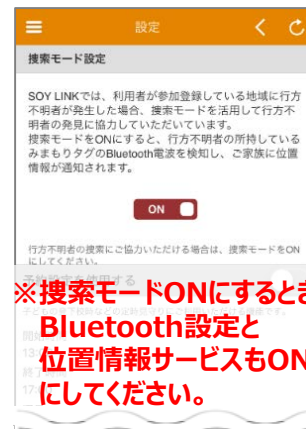 設定
捜索モード設定
SOY LINKでは、利用者が参加登録している地域に行方
不明者が発生した場合、捜索モードを活用して行方不
明者の発見に協力していただいています。
捜索モードをONにすると、行方不明者の所持している
みまもりタグのBluetooth電波を検知し、ご家族に位置
情報が通知されます。
ON
行方不明者の捜索にご協力いただける場合は、捜索モードをON
にしてください。
予約設定を使用する
※捜索モードONにするとき
Bluetooth設定と
位置情報サービスもON
にしてください。